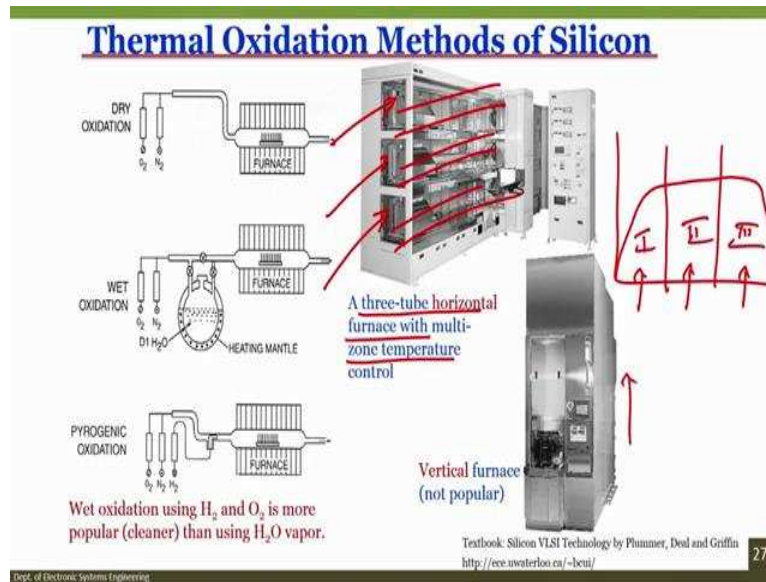 Thermal Oxidation Methods of Silicon
DRY
OXIDATION
O2 N2
FURNACE
WET
OXIDATION
O2 N2
D1 H2O
HEATING MANTLE
FURNACE
PYROGENIC
OXIDATION
O2 N2 H2
FURNACE
Wet oxidation using H2 and O2 is more
popular (cleaner) than using H2O vapor.
A three-tube horizontal
furnace with multi-
zone temperature
control
I II III
Vertical furnace
(not popular)
Textbook: Silicon VLSI Technology by Plummer, Deal and Griffin
http://ece.uwaterloo.ca/~bcui/
27
Dept. of Electronic Systems Engineering